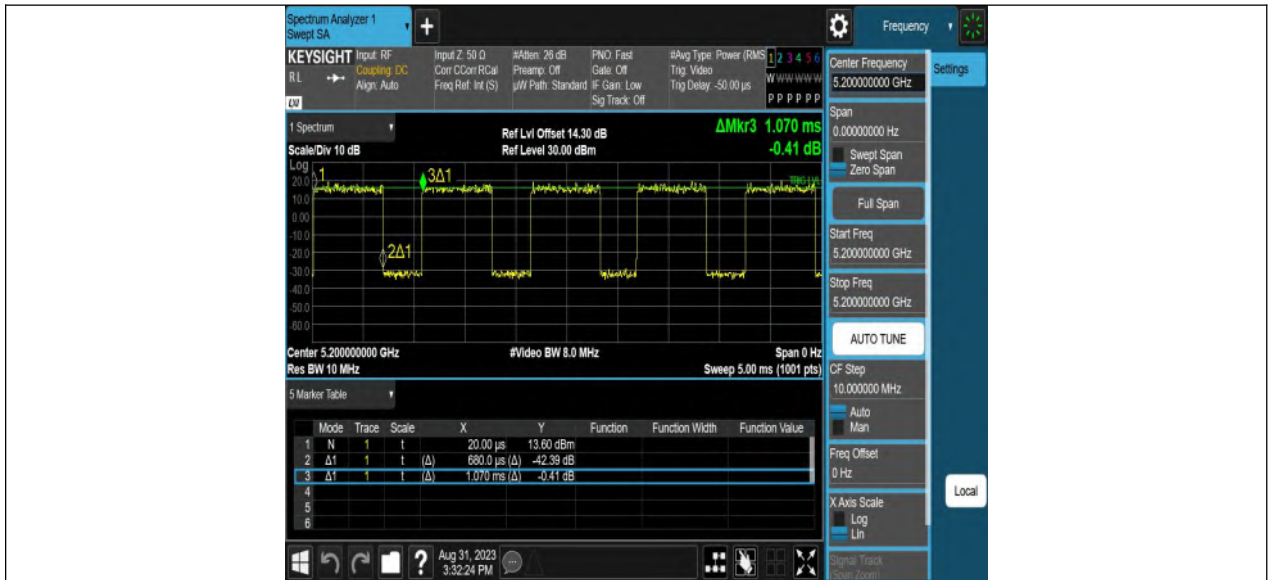 Spectrum Analyzer 1
Swept SA
+
Frequency
KEYSIGHT
RL
LXI
Input: RF
Coupling: DC
Align: Auto
Input Z: 50 Ω
Corr CCorr RCal
Freq Ref: Int (S)
#Atten: 26 dB
Preamp: Off
µW Path: Standard
PNO: Fast
Gate: Off
IF Gain: Low
Sig Track: Off
#Avg Type: Power (RMS
Trig: Video
Trig Delay: -50.00 µs
1 2 3 4 5 6
W W W W W W
P P P P P P
Center Frequency
5.200000000 GHz
Settings
Span
0.00000000 Hz
Swept Span
Zero Span
Full Span
Start Freq
5.200000000 GHz
Stop Freq
5.200000000 GHz
AUTO TUNE
CF Step
10.000000 MHz
Auto
Man
Freq Offset
0 Hz
X Axis Scale
Log
Lin
Signal Track
(Span Zoom)
Local
1 Spectrum
Scale/Div 10 dB
Ref Lvl Offset 14.30 dB
Ref Level 30.00 dBm
ΔMkr3 1.070 ms
-0.41 dB
Log
20.0
10.0
0.00
-10.0
-20.0
-30.0
-40.0
-50.0
-60.0
1
3Δ1
2Δ1
TRIG LVL
Center 5.200000000 GHz
#Video BW 8.0 MHz
Span 0 Hz
Res BW 10 MHz
Sweep 5.00 ms (1001 pts)
5 Marker Table
Mode Trace Scale X Y Function Function Width Function Value
1 N 1 t 20.00 µs 13.60 dBm
2 Δ1 1 t (Δ) 680.0 µs (Δ) -42.39 dB
3 Δ1 1 t (Δ) 1.070 ms (Δ) -0.41 dB
4
5
6
?
Aug 31, 2023
3:32:24 PM